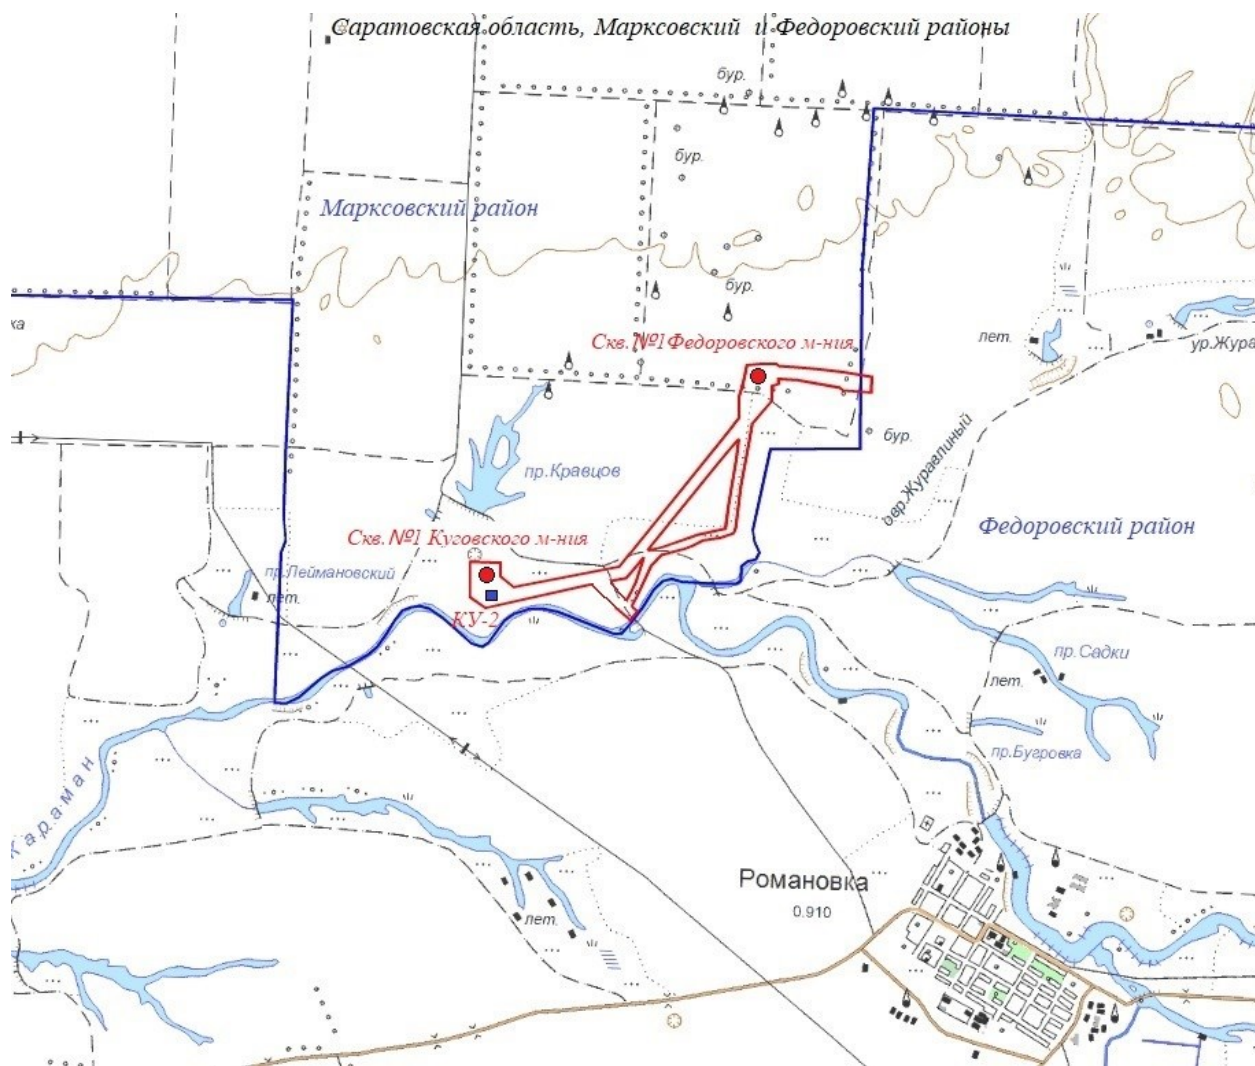 Саратовская область, Марксовский и Федоровский районы
бур.
бур.
Марксовский район
бур.
ка
Скв.№1Федоровского м-ния
лет.
ур.Жура
бур.
овр.Журавлиный
пр.Кравцов
Федоровский район
Скв.№1 Куговского м-ния
пр.Леймановский
лет.
КУ-2
пр.Садки
лет.
пр.Бугровка
Караман
Романовка
0.910
лет.